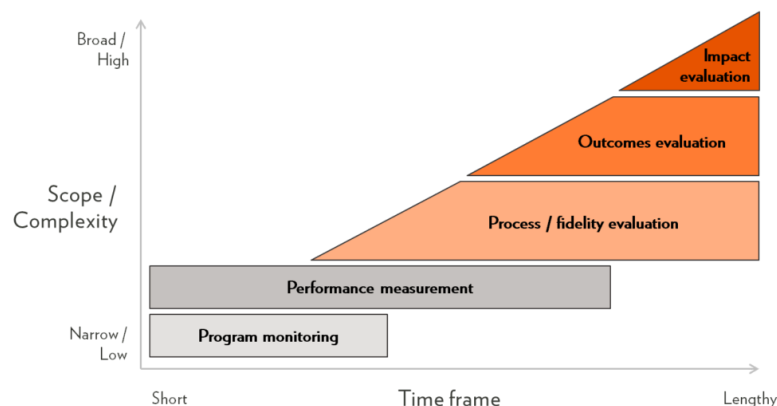 Broad /
High
Impact
evaluation
Outcomes evaluation
Scope /
Complexity
Process / fidelity evaluation
Performance measurement
Program monitoring
Narrow /
Low
Short
Time frame
Lengthy